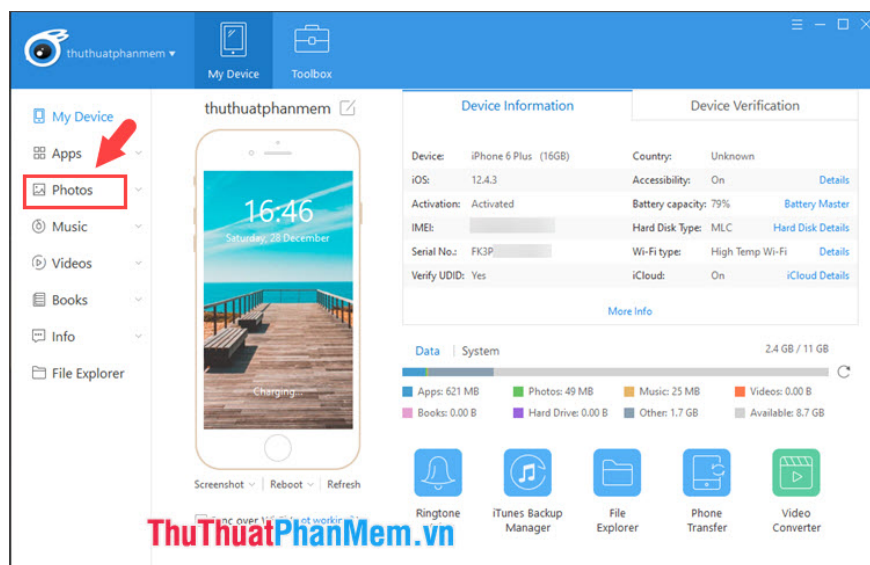 thuthuatphanmem ▾
My Device
Toolbox
My Device
Apps
Photos
Music
Videos
Books
Info
File Explorer
thuthuatphanmem
16:46
Saturday, 28 December
Charging...
Screenshot
Reboot
Refresh
Sync over
ThuThuatPhanMem.vn
Device Information
Device Verification
Device: iPhone 6 Plus (16GB) Country: Unknown
iOS: 12.4.3 Accessibility: On Details
Activation: Activated Battery capacity: 79% Battery Master
IMEI: Hard Disk Type: MLC Hard Disk Details
Serial No.: FK3P Wi-Fi type: High Temp Wi-Fi Details
Verify UDID: Yes iCloud: On iCloud Details
More Info
Data | System 2.4 GB / 11 GB
Apps: 621 MB Photos: 49 MB Music: 25 MB Videos: 0.00 B
Books: 0.00 B Hard Drive: 0.00 B Other: 1.7 GB Available: 8.7 GB
Ringtone
iTunes Backup Manager
File Explorer
Phone Transfer
Video Converter